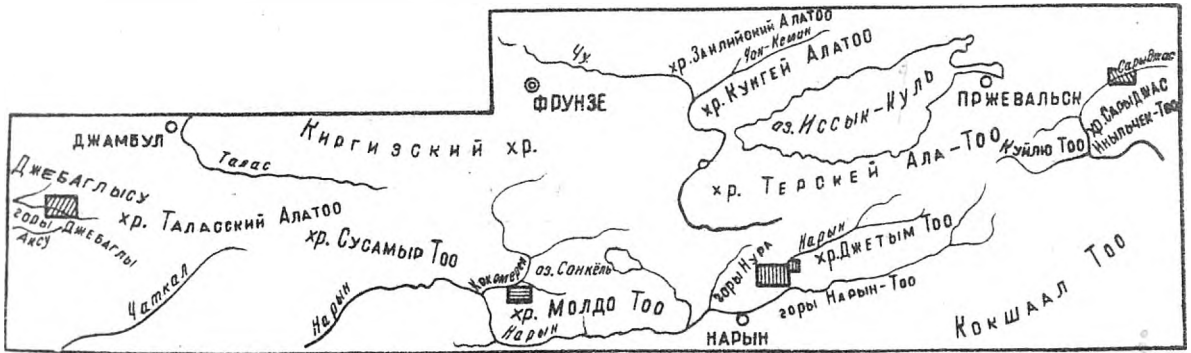 Чу
хр. Заилийский Алатоо
Чон-Кемин
хр. Кунгей Алатоо
Фрунзе
оз. Иссык-Куль
Пржевальск
Сарыджас
хр. Сарыджас
Иныльчек-Тоо
Куйлю Тоо
Джамбул
Киргизский хр.
Талас
хр. Терскей Ала-Тоо
Джебаглысу
горы Джебаглы
Аксу
хр. Таласский Алатоо
хр. Сусамыр Тоо
Чаткал
Нарын
Кокомерен
оз. Сонкёль
хр. Молдо Тоо
Нарын
горы Нура
Нарын
хр. Джетым Тоо
горы Нарын-Тоо
Нарын
Кокшаал Тоо